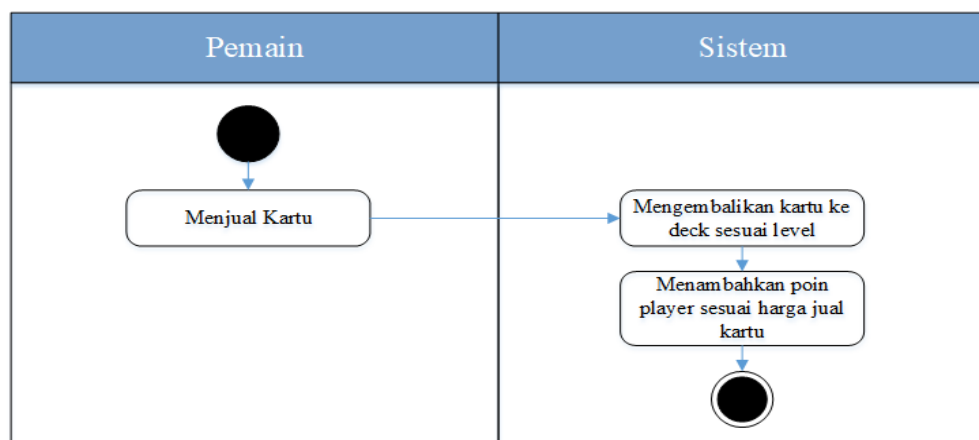 Pemain
Sistem
Menjual Kartu
Mengembalikan kartu ke
deck sesuai level
Menambahkan poin
player sesuai harga jual
kartu